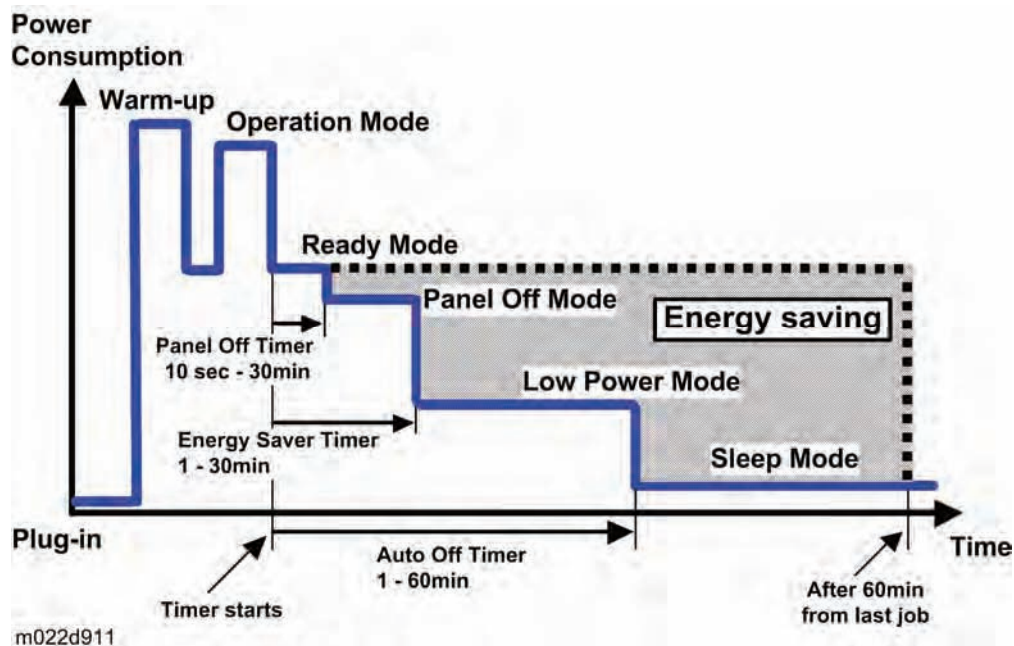 Power
Consumption
Warm-up
Operation Mode
Ready Mode
Panel Off Mode
Energy saving
Panel Off Timer
10 sec - 30min
Low Power Mode
Energy Saver Timer
1 - 30min
Sleep Mode
Plug-in
Time
Auto Off Timer
1 - 60min
Timer starts
After 60min
from last job
m022d911